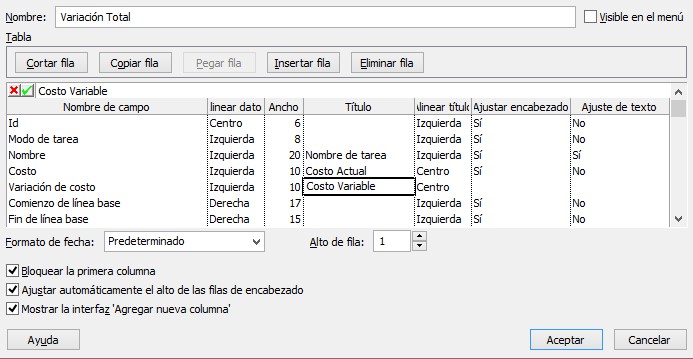 Nombre: Variación Total Visible en el menú
Tabla
Cortar fila Copiar fila Pegar fila Insertar fila Eliminar fila
Costo Variable
Nombre de campo linear dato Ancho Título linear títul Ajustar encabezado Ajuste de texto
Id Centro 6 Izquierda Sí No
Modo de tarea Izquierda 8 Izquierda Sí No
Nombre Izquierda 20 Nombre de tarea Izquierda Sí Sí
Costo Izquierda 10 Costo Actual Centro Sí No
Variación de costo Izquierda 10 Costo Variable Centro
Comienzo de línea base Derecha 17 Izquierda Sí No
Fin de línea base Derecha 15 Izquierda Sí No
Formato de fecha: Predeterminado Alto de fila: 1
Bloquear la primera columna
Ajustar automáticamente el alto de las filas de encabezado
Mostrar la interfaz 'Agregar nueva columna'
Ayuda Aceptar Cancelar